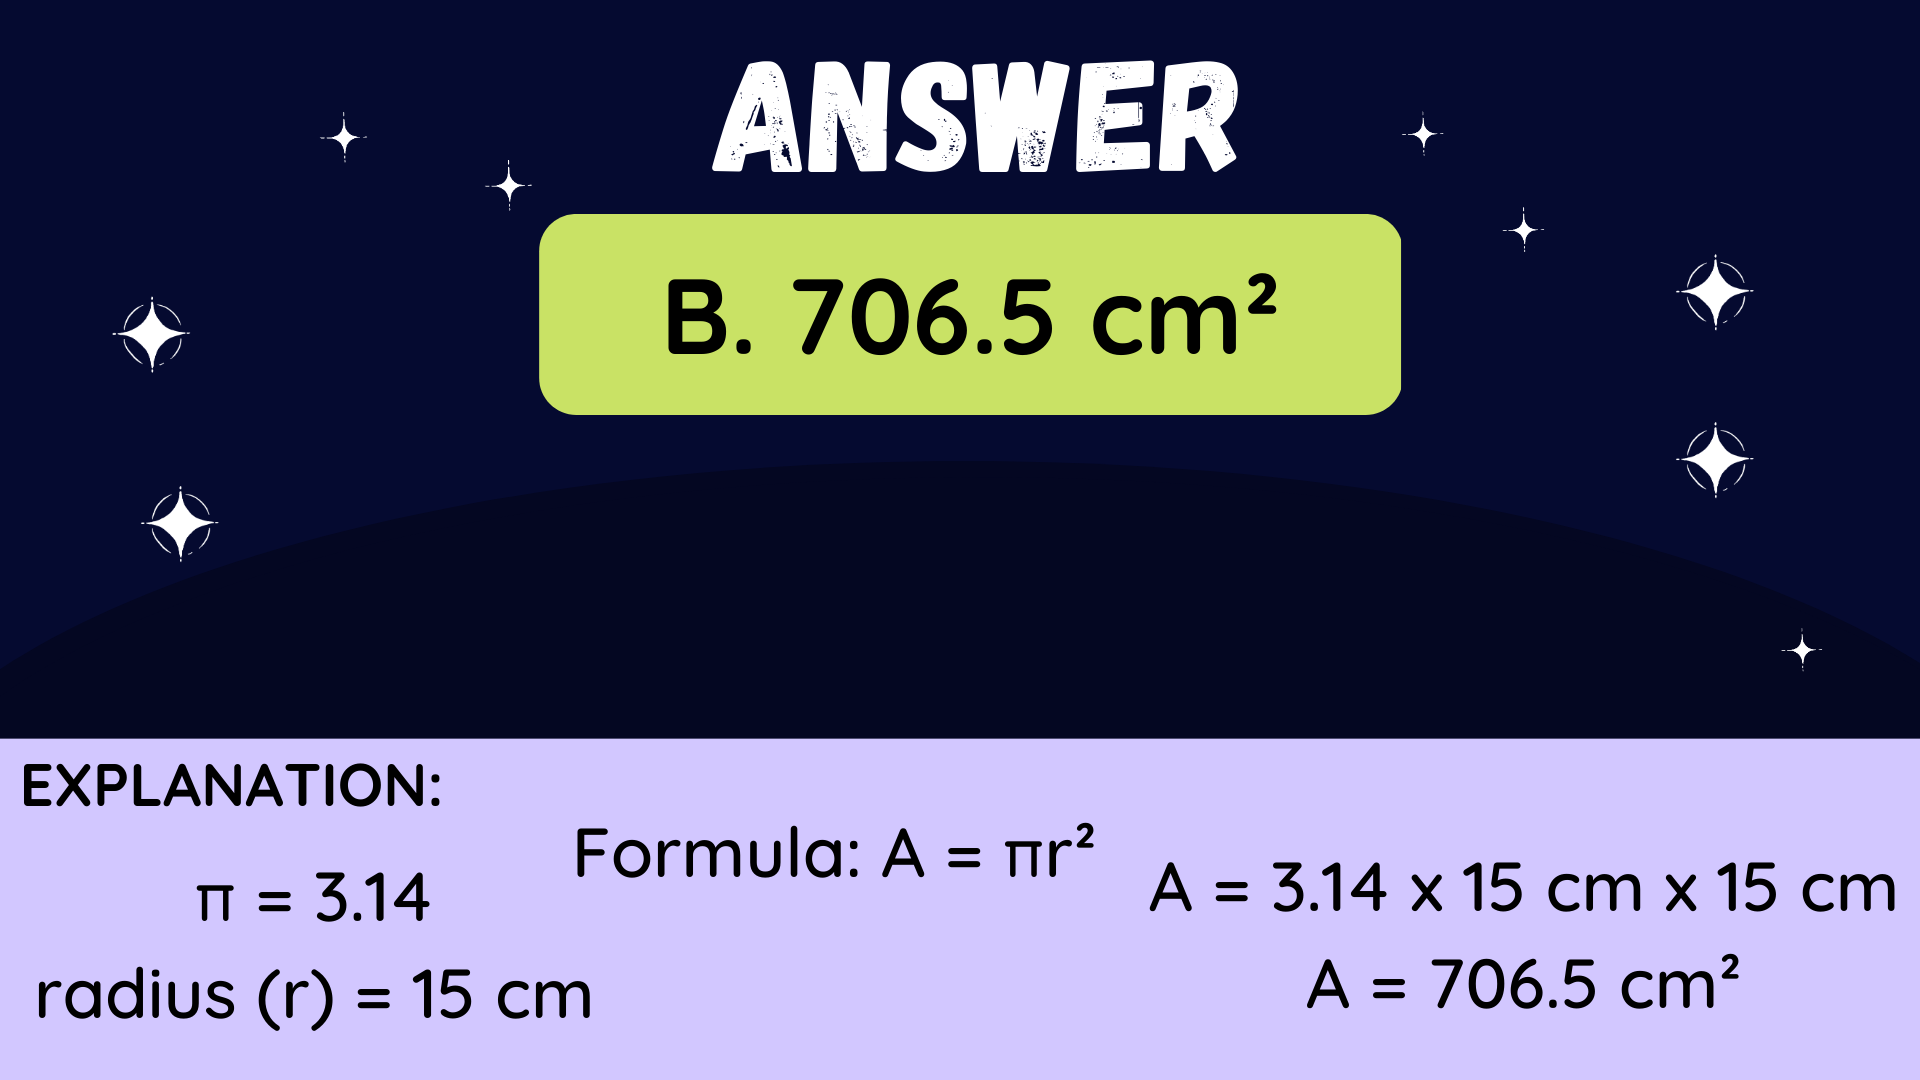 ANSWER
B. 706.5 cm²
EXPLANATION:
π = 3.14
radius (r) = 15 cm
Formula: A = πr²
A = 3.14 x 15 cm x 15 cm
A = 706.5 cm²